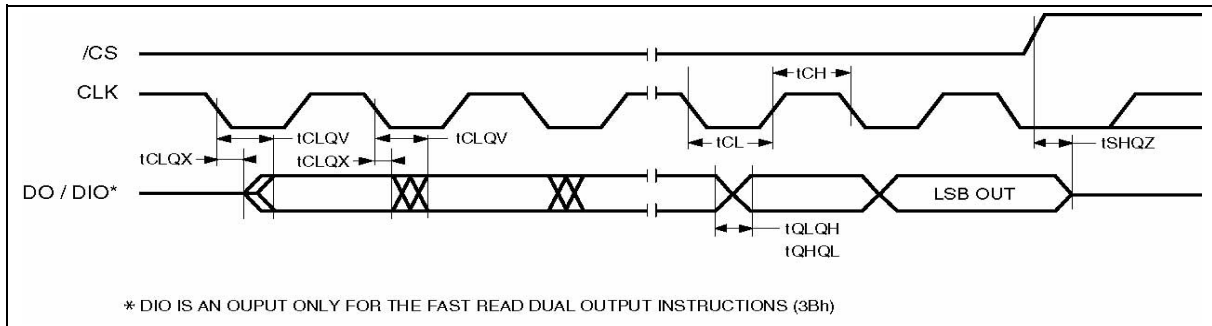 /CS
tCH
CLK
tCLQV
tCLQV
tCL
tSHQZ
tCLQX
tCLQX
DO / DIO*
LSB OUT
tQLQH
tQHQL
* DIO IS AN OUPUT ONLY FOR THE FAST READ DUAL OUTPUT INSTRUCTIONS (3Bh)